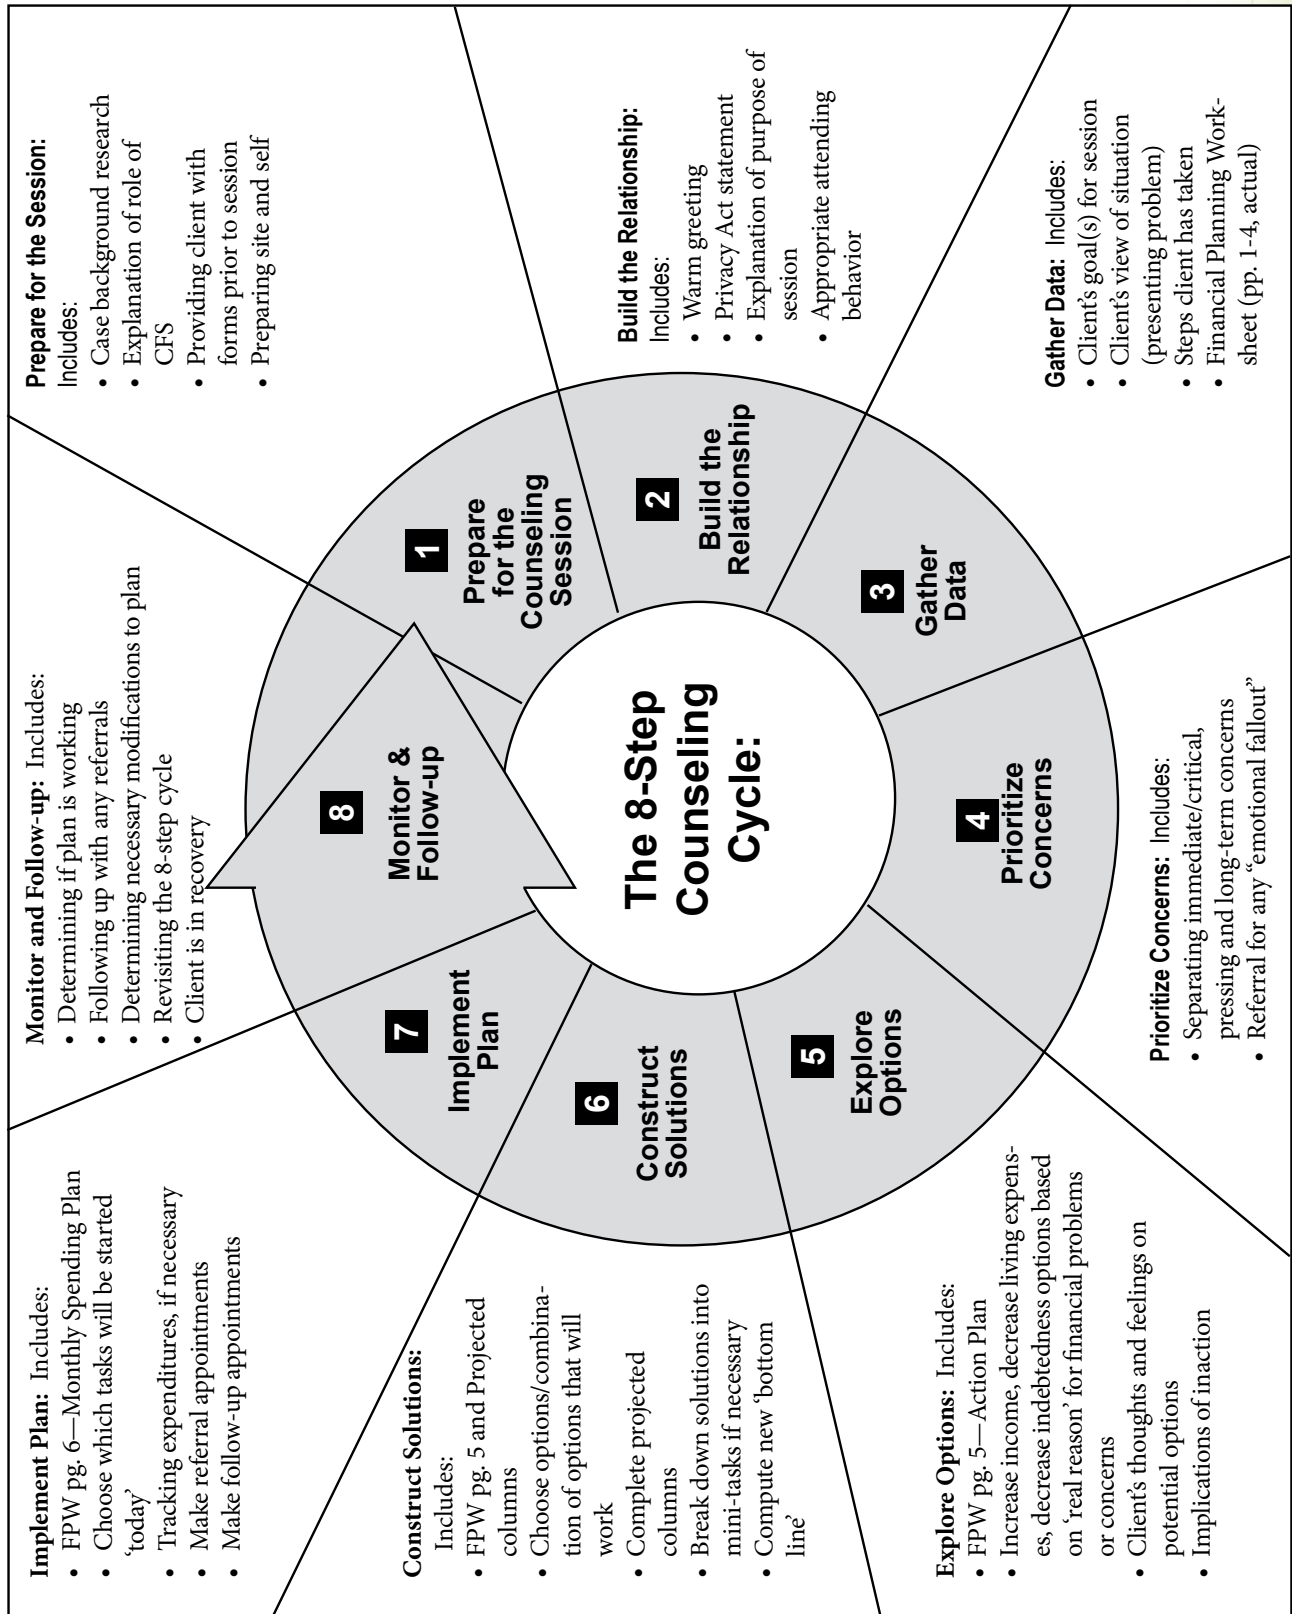 The 8-Step
Counseling
Cycle:
1
Prepare
for the
Counseling
Session
2
Build the
Relationship
3
Gather
Data
4
Prioritize
Concerns
5
Explore
Options
6
Construct
Solutions
7
Implement
Plan
8
Monitor &
Follow-up
Prepare for the Session:
Includes:
• Case background research
• Explanation of role of
CFS
• Providing client with
forms prior to session
• Preparing site and self
Build the Relationship:
Includes:
• Warm greeting
• Privacy Act statement
• Explanation of purpose of
session
• Appropriate attending
behavior
Gather Data: Includes:
• Client's goal(s) for session
• Client's view of situation
(presenting problem)
• Steps client has taken
• Financial Planning Work-
sheet (pp. 1-4, actual)
Prioritize Concerns: Includes:
• Separating immediate/critical,
pressing and long-term concerns
• Referral for any “emotional fallout”
Explore Options: Includes:
• FPW pg. 5—Action Plan
• Increase income, decrease living expens-
es, decrease indebtedness options based
on ‘real reason’ for financial problems
or concerns
• Client's thoughts and feelings on
potential options
• Implications of inaction
Construct Solutions:
Includes:
• FPW pg. 5 and Projected
columns
• Choose options/combina-
tion of options that will
work
• Complete projected
columns
• Break down solutions into
mini-tasks if necessary
• Compute new ‘bottom
line’
Implement Plan: Includes:
• FPW pg. 6—Monthly Spending Plan
• Choose which tasks will be started
‘today’
• Tracking expenditures, if necessary
• Make referral appointments
• Make follow-up appointments
Monitor and Follow-up: Includes:
• Determining if plan is working
• Following up with any referrals
• Determining necessary modifications to plan
• Revisiting the 8-step cycle
• Client is in recovery